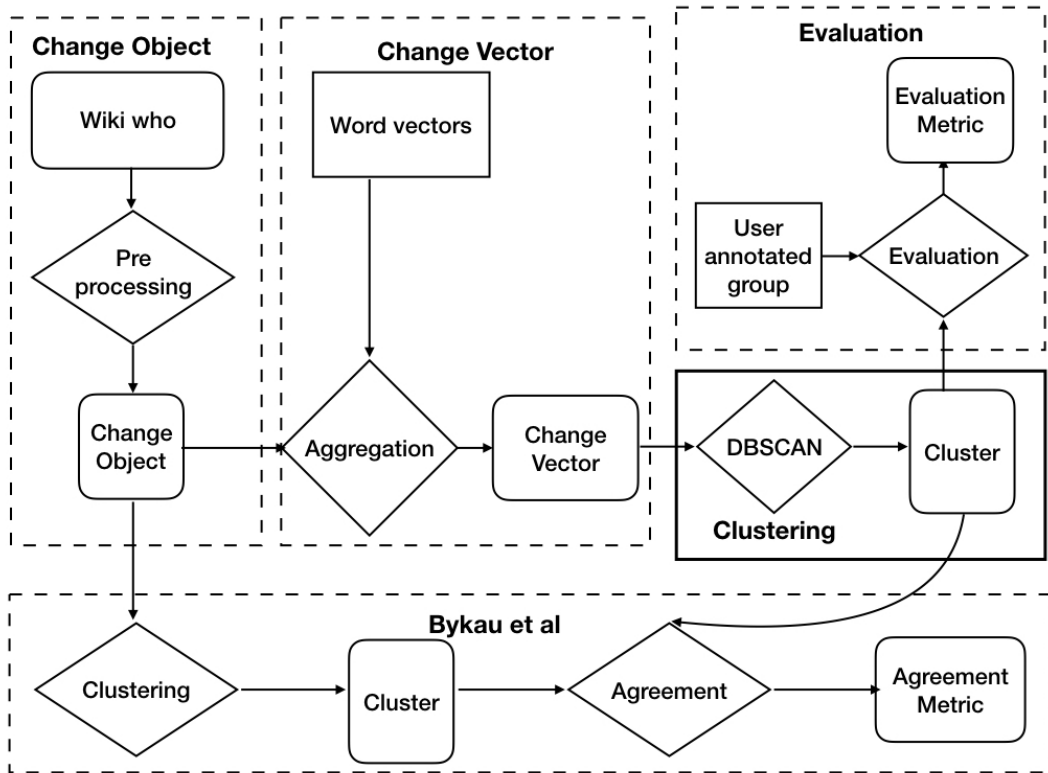 Change Object
Wiki who
Pre
processing
Change
Object
Change Vector
Word vectors
Aggregation
Change
Vector
Evaluation
Evaluation
Metric
User
annotated
group
Evaluation
DBSCAN
Cluster
Clustering
Bykau et al
Clustering
Cluster
Agreement
Agreement
Metric